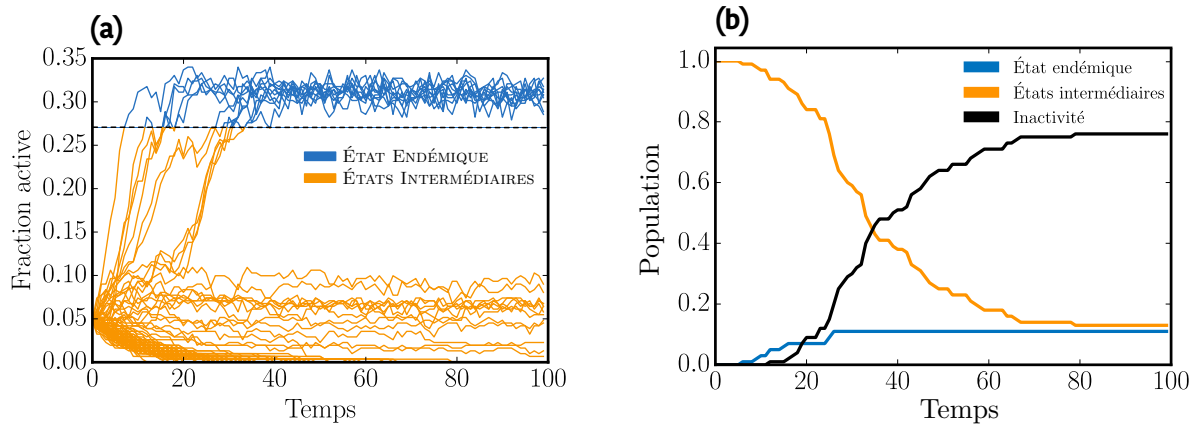 (a)
Fraction active
0.35
0.30
0.25
0.20
0.15
0.10
0.05
0.00
État Endémique
États Intermédiaires
0 20 40 60 80 100
Temps
(b)
Population
1.0
0.8
0.6
0.4
0.2
0.0
État endémique
États intermédiaires
Inactivité
0 20 40 60 80 100
Temps